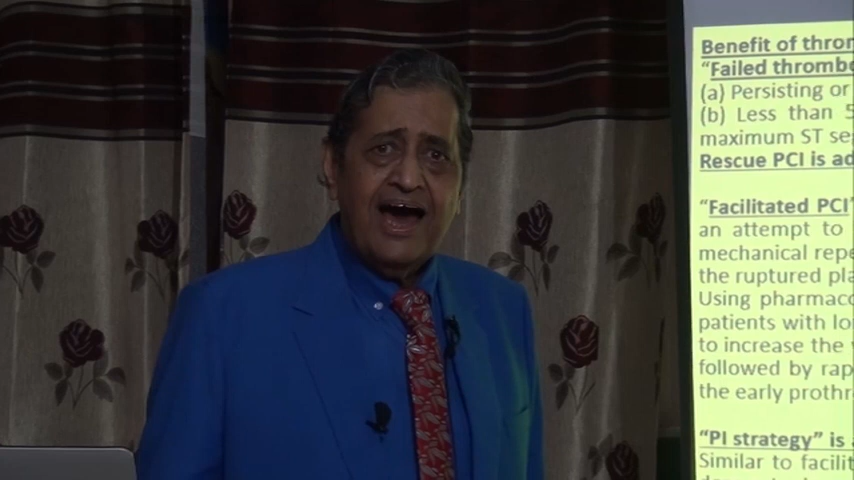 Benefit of thron
“Failed thrombo
(a) Persisting or
(b) Less than 5
maximum ST se
Rescue PCI is ad
“Facilitated PCI”
an attempt to
mechanical repe
the ruptured pla
Using pharmaco
patients with lo
to increase the
followed by rap
the early prothr
“PI strategy” is a
Similar to facilit